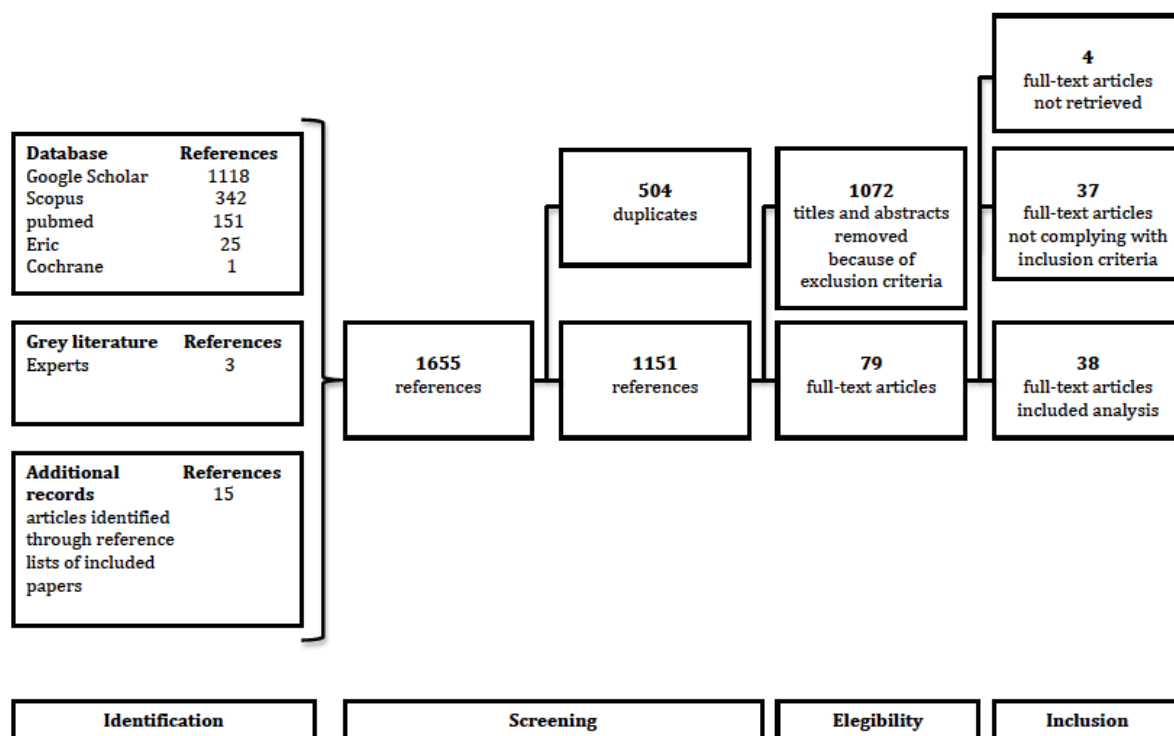 Database References
Google Scholar 1118
Scopus 342
pubmed 151
Eric 25
Cochrane 1
Grey literature References
Experts 3
Additional References
records 15
articles identified
through reference
lists of included
papers
1655
references
504
duplicates
1151
references
1072
titles and abstracts
removed
because of
exclusion criteria
79
full-text articles
4
full-text articles
not retrieved
37
full-text articles
not complying with
inclusion criteria
38
full-text articles
included analysis
Identification
Screening
Elegibility
Inclusion